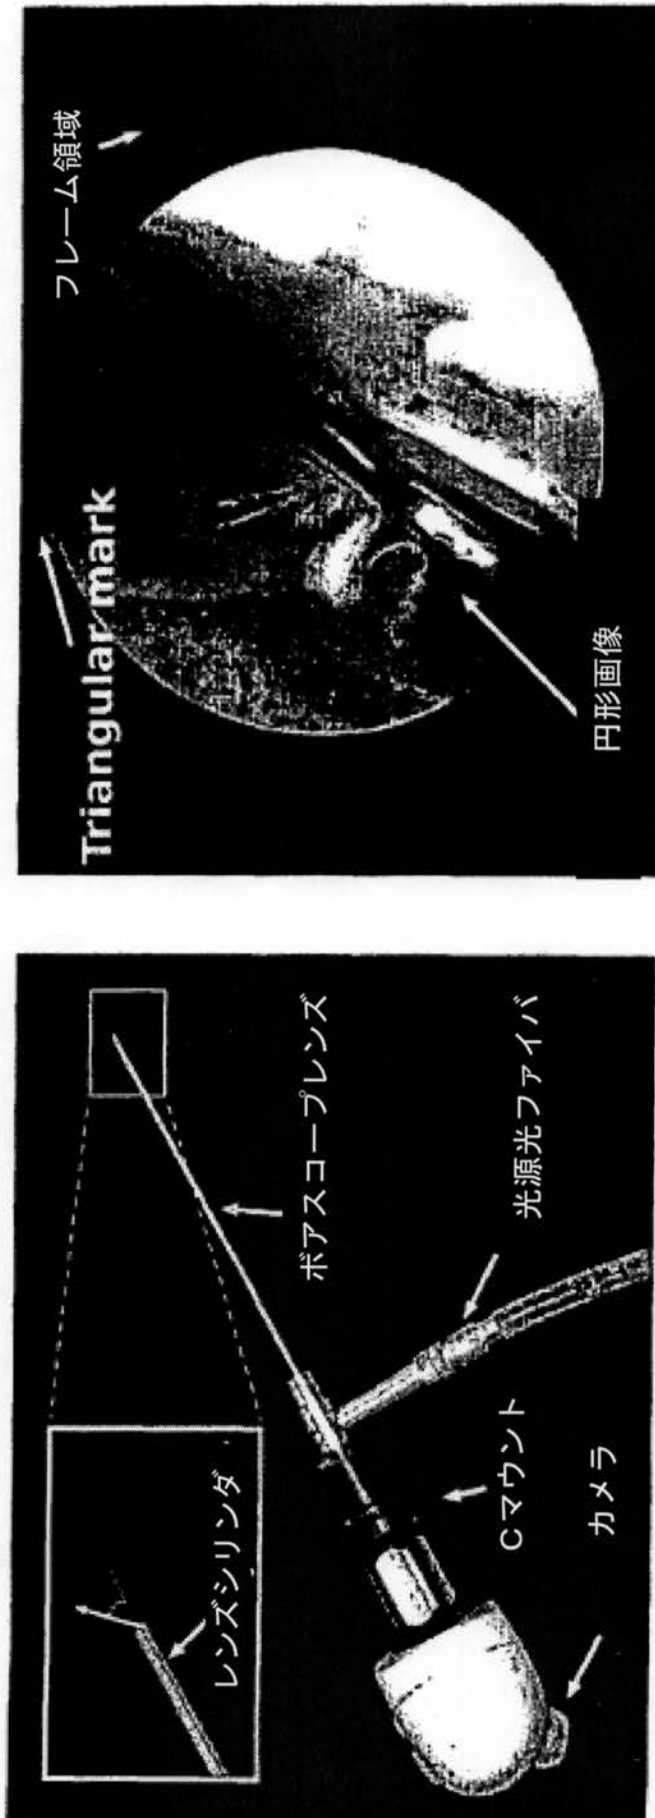 レンズシリンダ
ボアスコープレンズ
光源光ファイバ
Cマウント
カメラ
フレーム領域
Triangular mark
円形画像